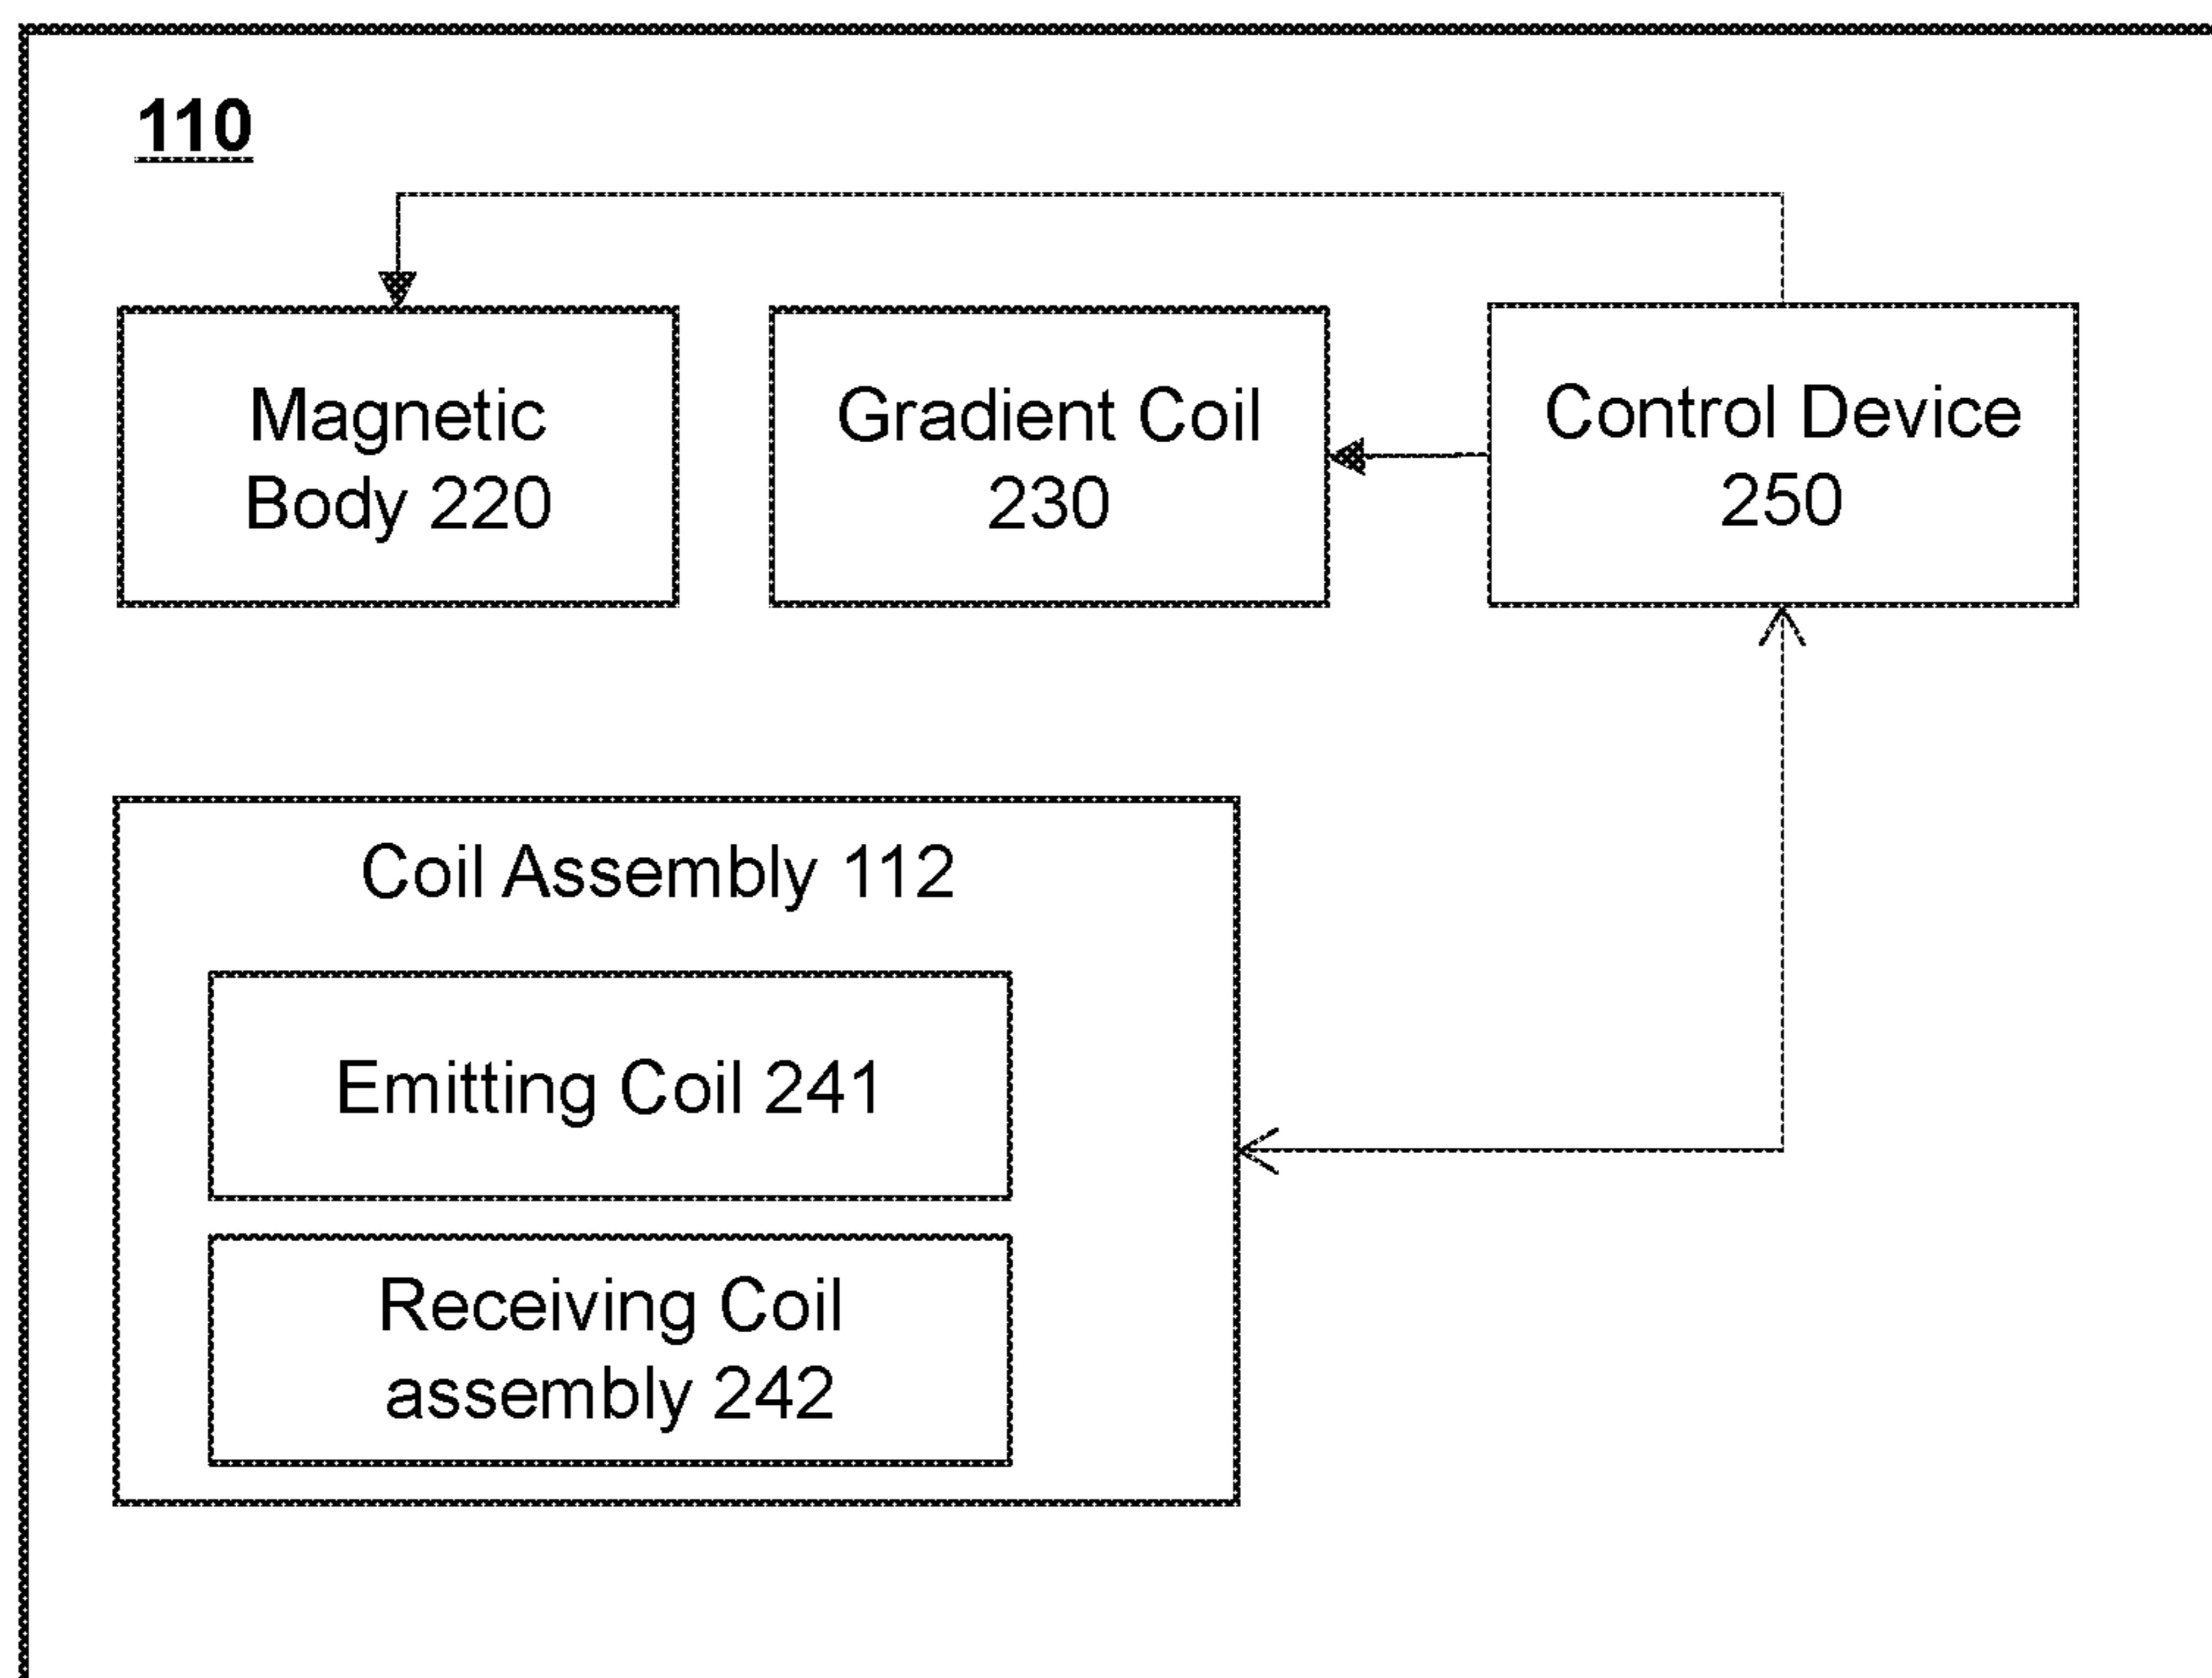 110
Magnetic
Body 220
Gradient Coil
230
Control Device
250
Coil Assembly 112
Emitting Coil 241
Receiving Coil
assembly 242